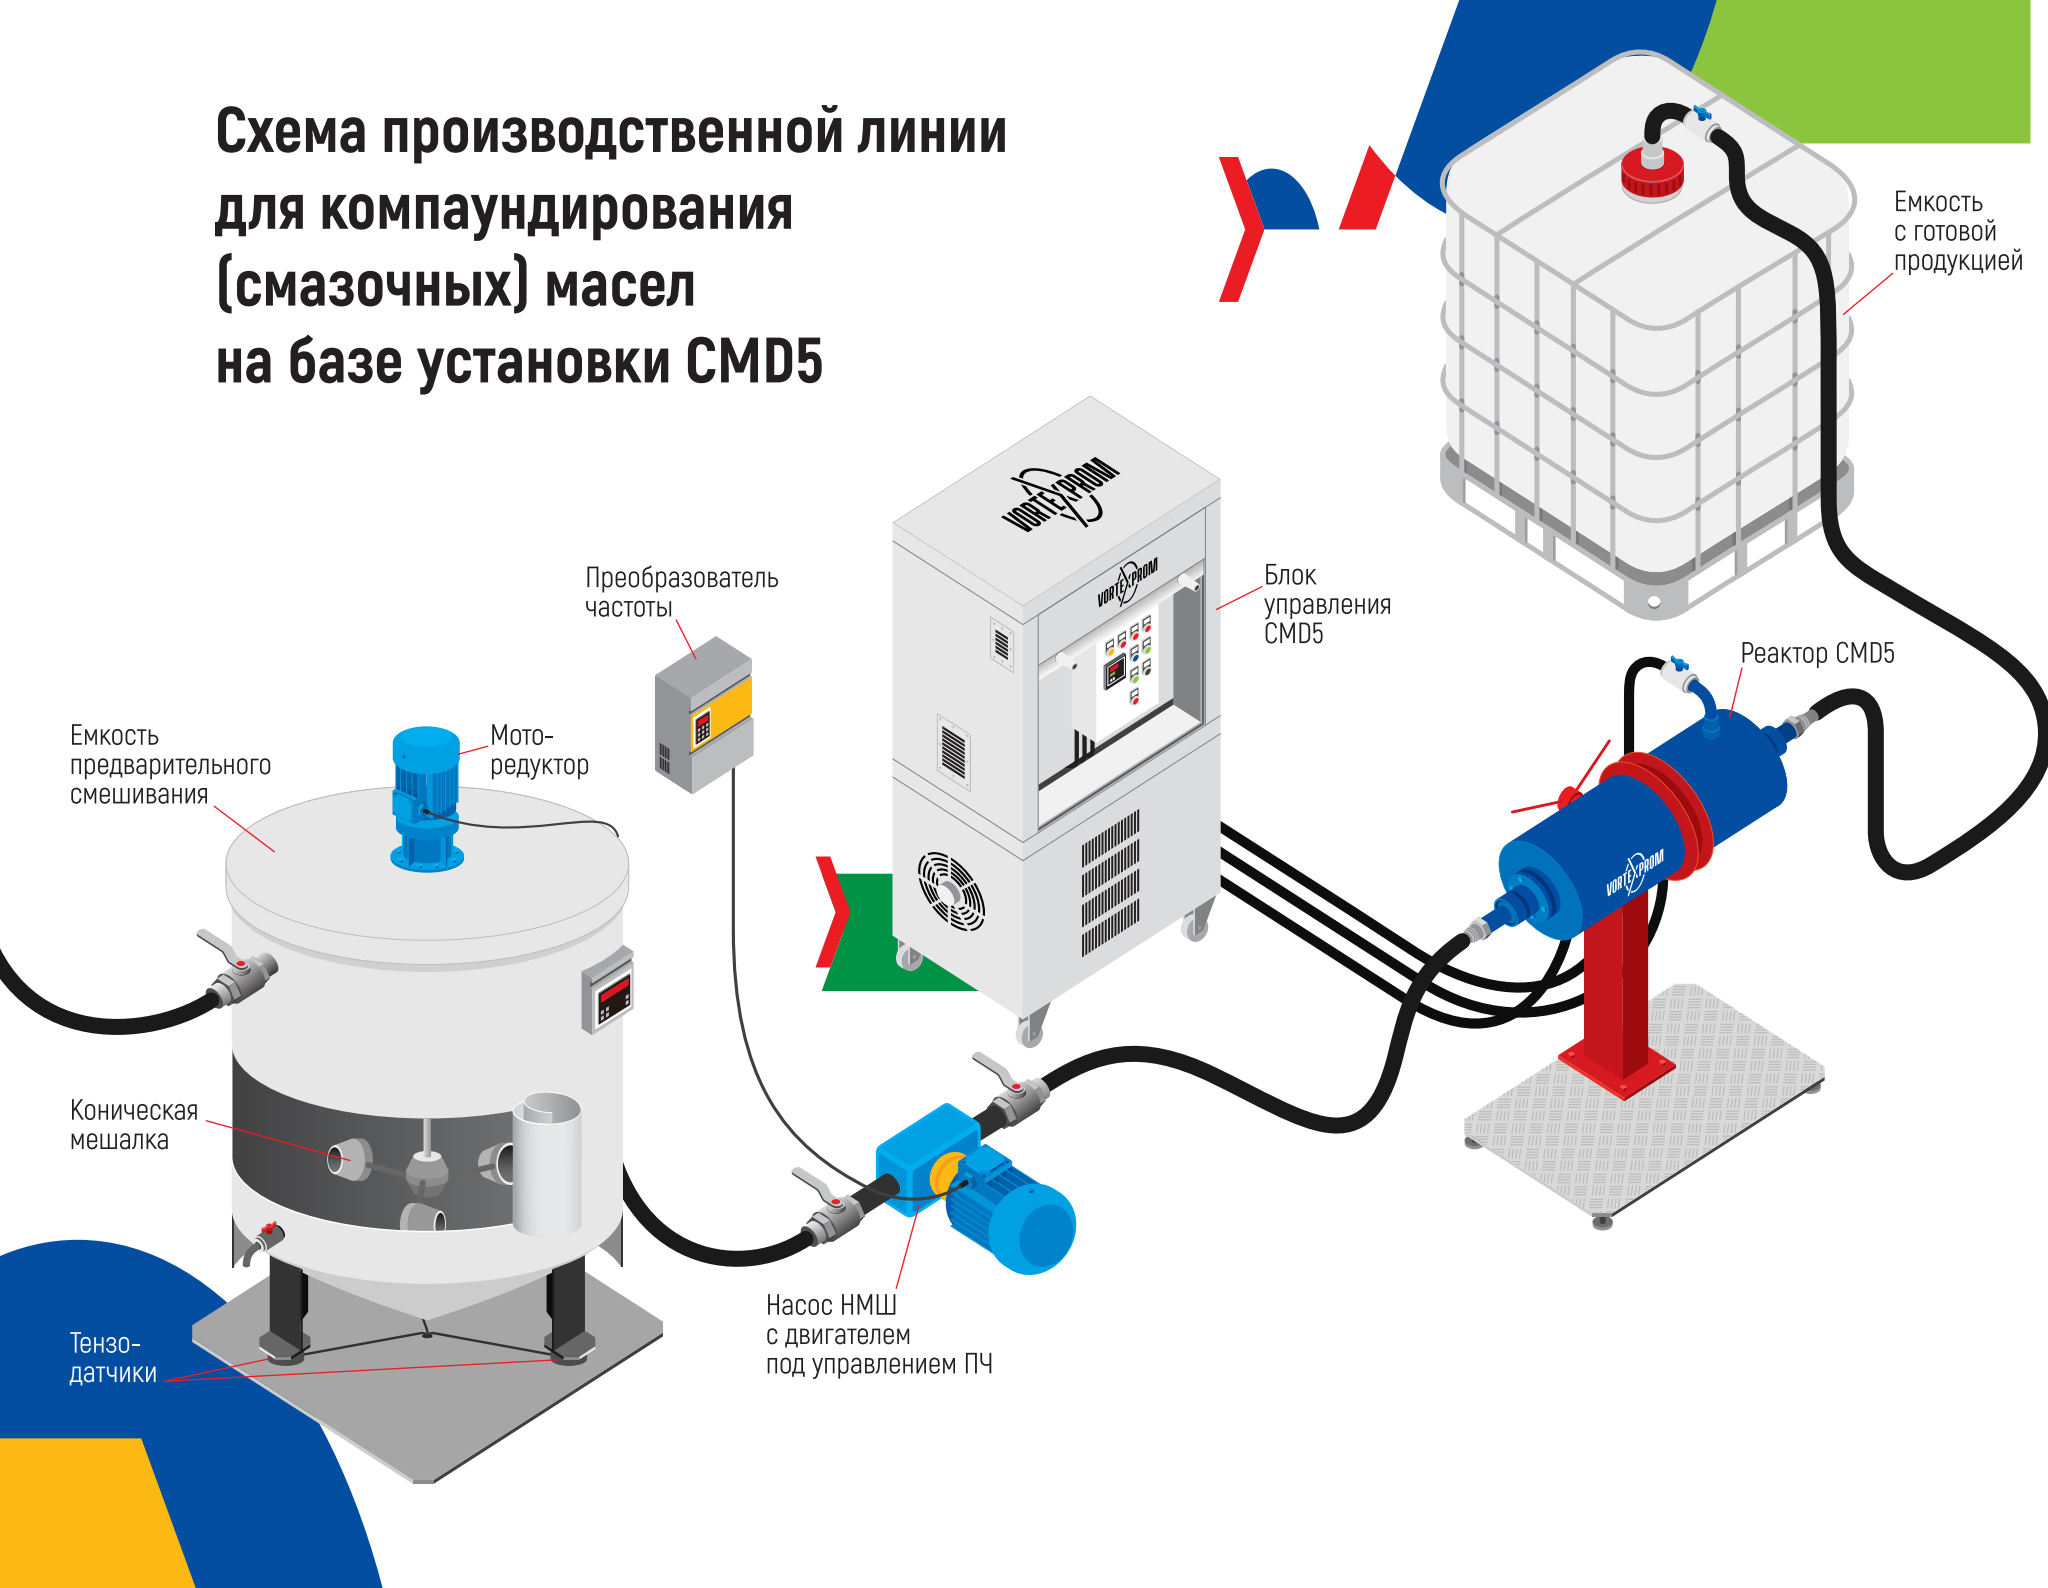 Схема производственной линии
для компаундирования
(смазочных) масел
на базе установки CMD5
Емкость
с готовой
продукцией
VORTEXPROM
VORTEXPROM
Преобразователь
частоты
Блок
управления
CMD5
Реактор CMD5
VORTEXPROM
Емкость
предварительного
смешивания
Мото-
редуктор
Коническая
мешалка
Тензо-
датчики
Насос НМШ
с двигателем
под управлением ПЧ